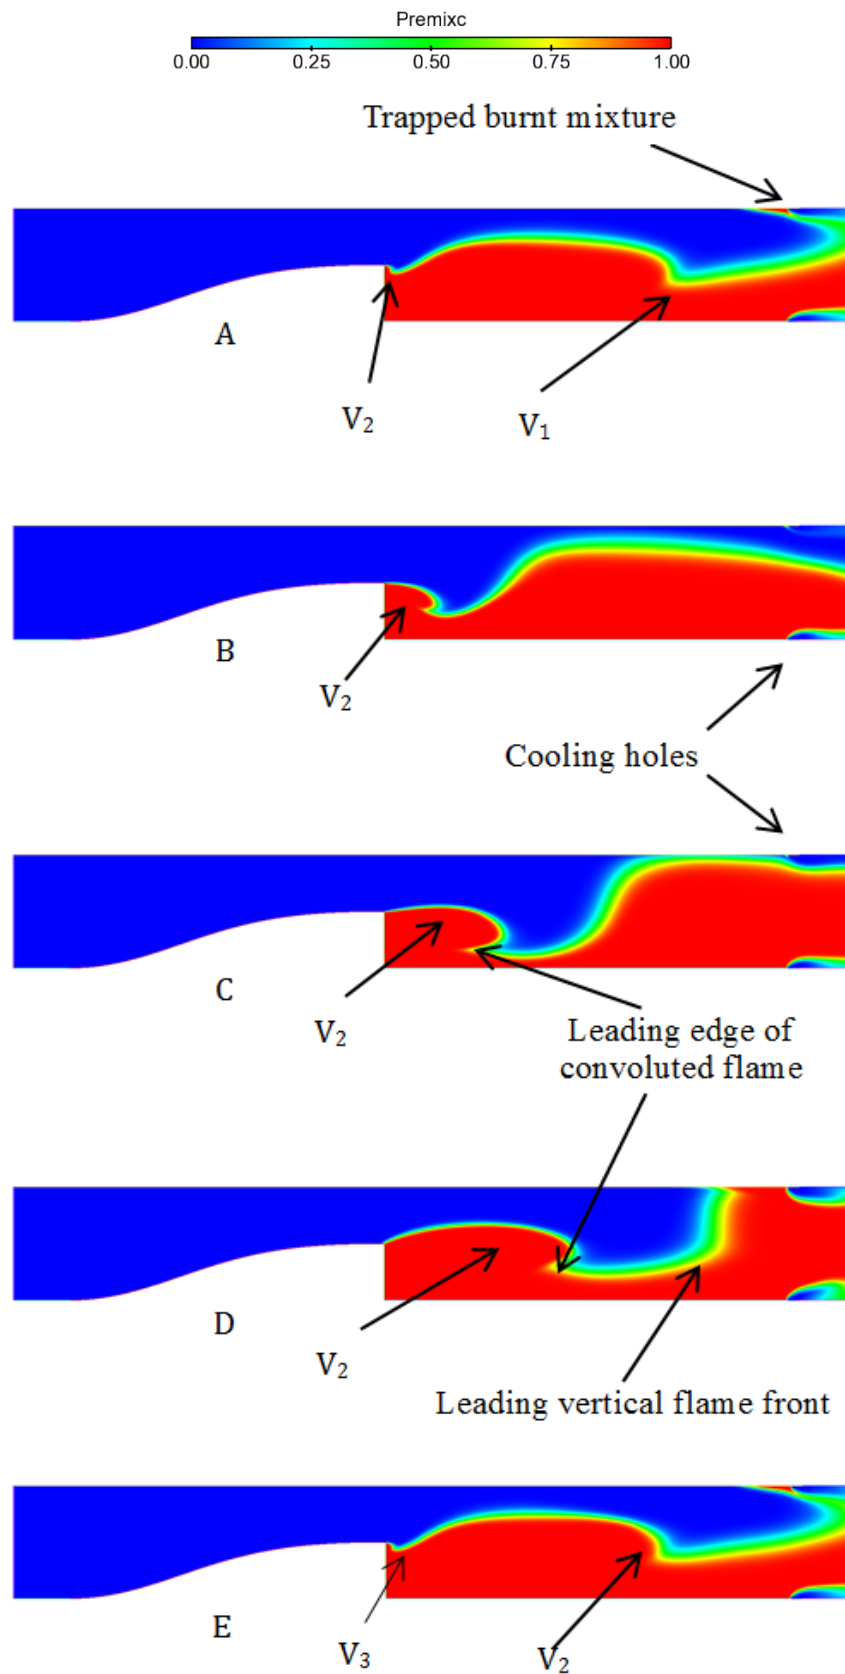 Premixc
0.00 0.25 0.50 0.75 1.00
Trapped burnt mixture
A
V₂
V₁
B
V₂
Cooling holes
C
V₂
Leading edge of
convoluted flame
D
V₂
Leading vertical flame front
E
V₃
V₂